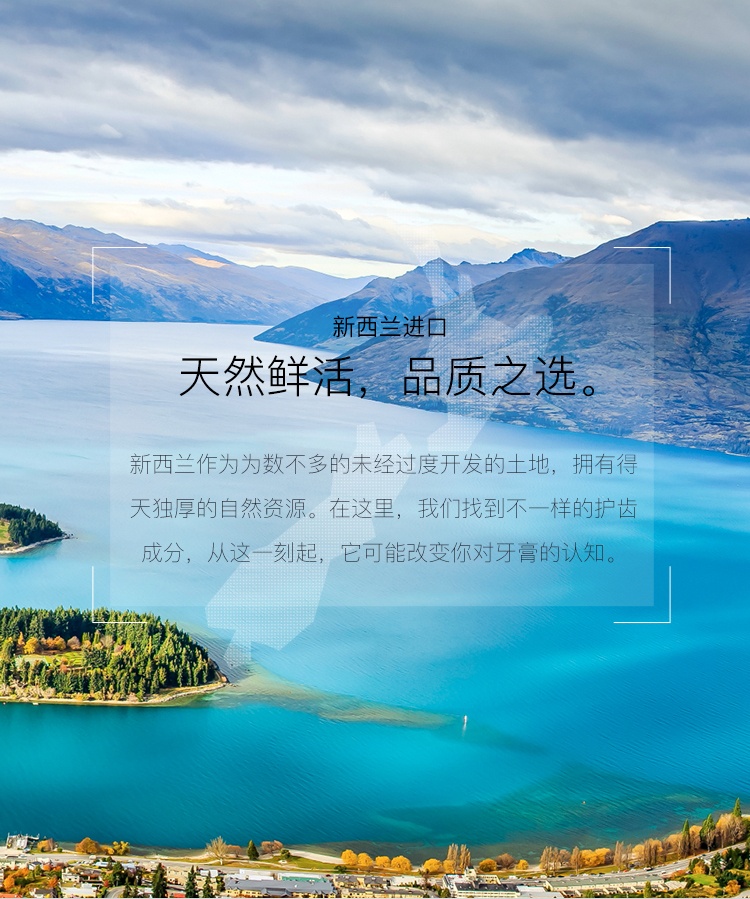 新西兰进口
天然鲜活，品质之选。
新西兰作为为数不多的未经过度开发的土地，拥有得
天独厚的自然资源。在这里，我们找到不一样的护齿
成分，从这一刻起，它可能改变你对牙膏的认知。